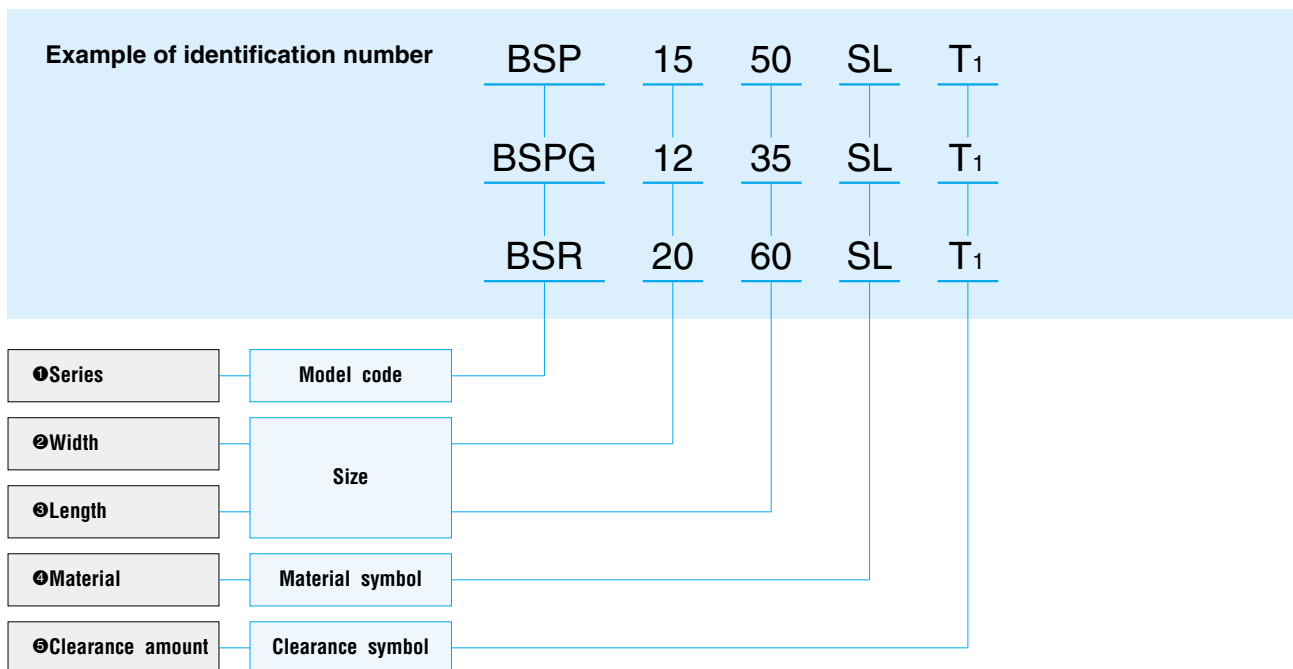 Example of identification number BSP 15 50 SL T1
BSPG 12 35 SL T1
BSR 20 60 SL T1
❶Series Model code
❷Width
Size
❸Length
❹Material Material symbol
❺Clearance amount Clearance symbol